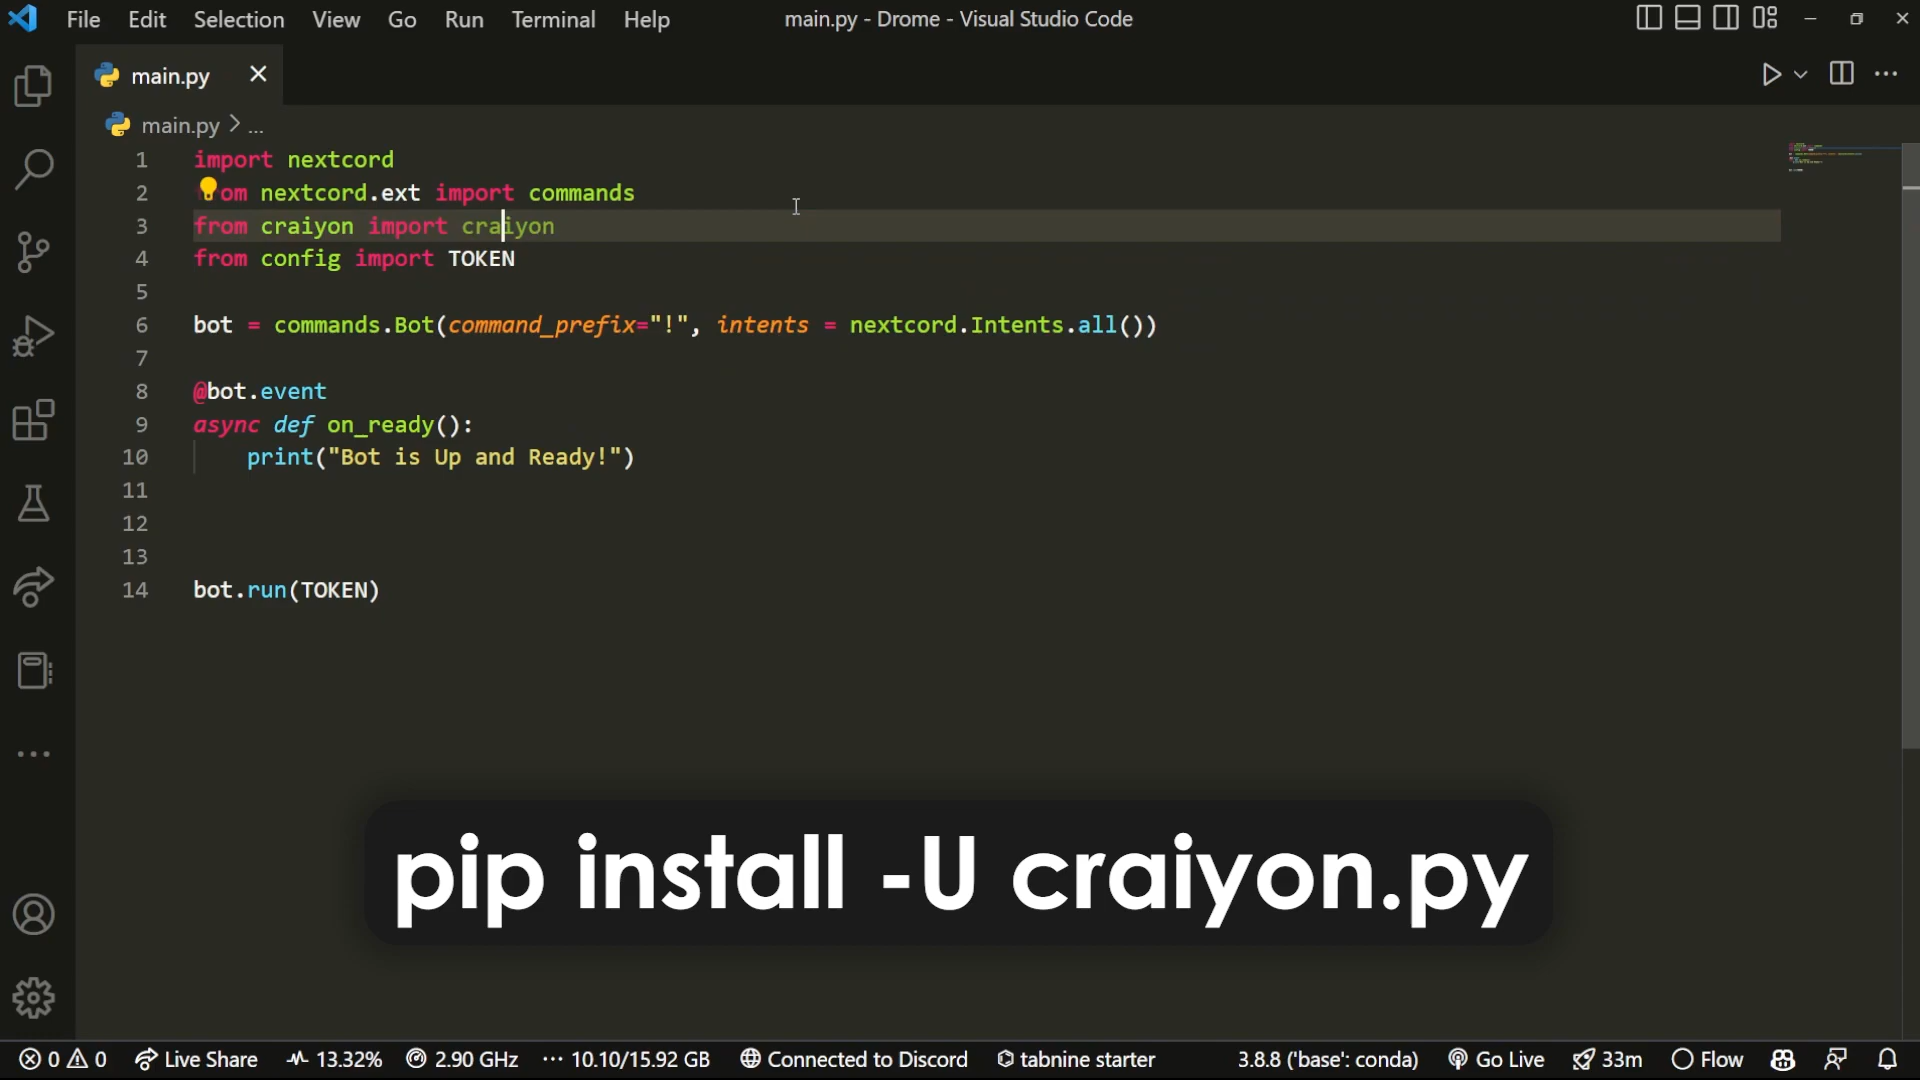 File Edit Selection View Go Run Terminal Help main.py - Drome - Visual Studio Code
main.py
main.py > ...
1 import nextcord
2 from nextcord.ext import commands
3 from craiyon import craiyon
4 from config import TOKEN
5
6 bot = commands.Bot(command_prefix="!", intents = nextcord.Intents.all())
7
8 @bot.event
9 async def on_ready():
10 print("Bot is Up and Ready!")
11
12
13
14 bot.run(TOKEN)
pip install -U craiyon.py
0 0 Live Share 13.32% 2.90 GHz 10.10/15.92 GB Connected to Discord tabnine starter 3.8.8 ('base': conda) Go Live 33m Flow